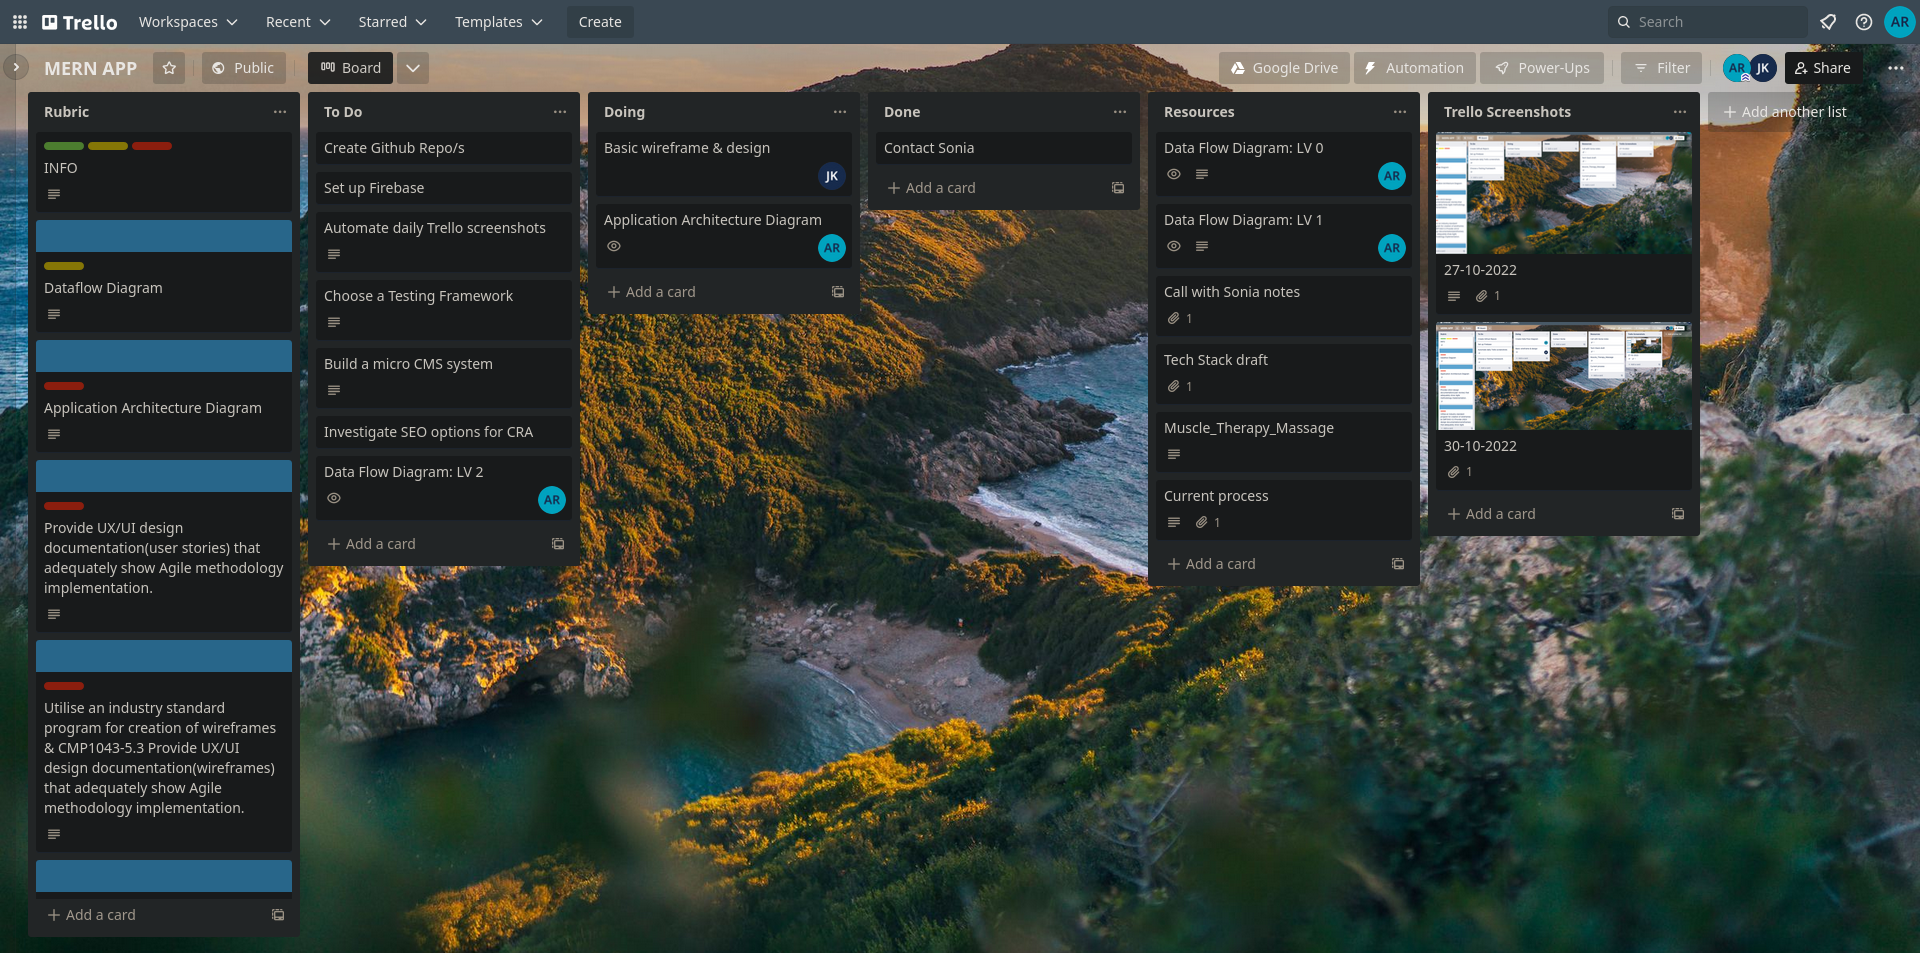 Trello
Workspaces
Recent
Starred
Templates
Create
Search
AR
MERN APP
Public
Board
Google Drive
Automation
Power-Ups
Filter
AR
JK
Share
Rubric
INFO
Dataflow Diagram
Application Architecture Diagram
Provide UX/UI design
documentation(user stories) that
adequately show Agile methodology
implementation.
Utilise an industry standard
program for creation of wireframes
& CMP1043-5.3 Provide UX/UI
design documentation(wireframes)
that adequately show Agile
methodology implementation.
+ Add a card
To Do
Create Github Repo/s
Set up Firebase
Automate daily Trello screenshots
Choose a Testing Framework
Build a micro CMS system
Investigate SEO options for CRA
Data Flow Diagram: LV 2
AR
+ Add a card
Doing
Basic wireframe & design
JK
Application Architecture Diagram
AR
+ Add a card
Done
Contact Sonia
+ Add a card
Resources
Data Flow Diagram: LV 0
AR
Data Flow Diagram: LV 1
AR
Call with Sonia notes
1
Tech Stack draft
1
Muscle_Therapy_Massage
Current process
1
+ Add a card
Trello Screenshots
27-10-2022
1
30-10-2022
1
+ Add a card
+ Add another list